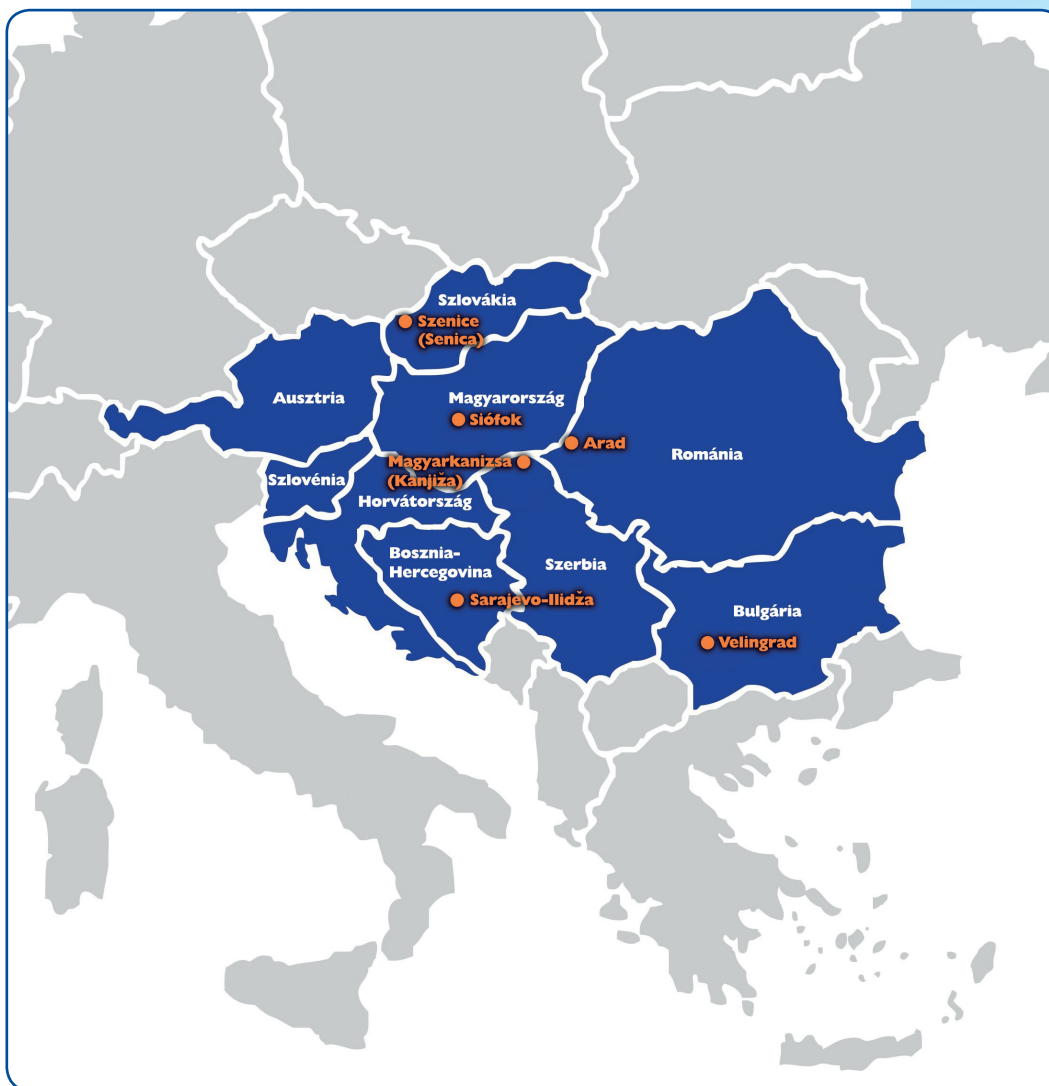 Szlovákia
Szenice
(Senica)
Ausztria
Magyarország
Siófok
Arad
Románia
Magyarkanizsa
(Kanjiža)
Szlovénia
Horvátország
Bosznia-
Hercegovina
Szerbia
Sarajevo-Ilidža
Bulgária
Velingrad